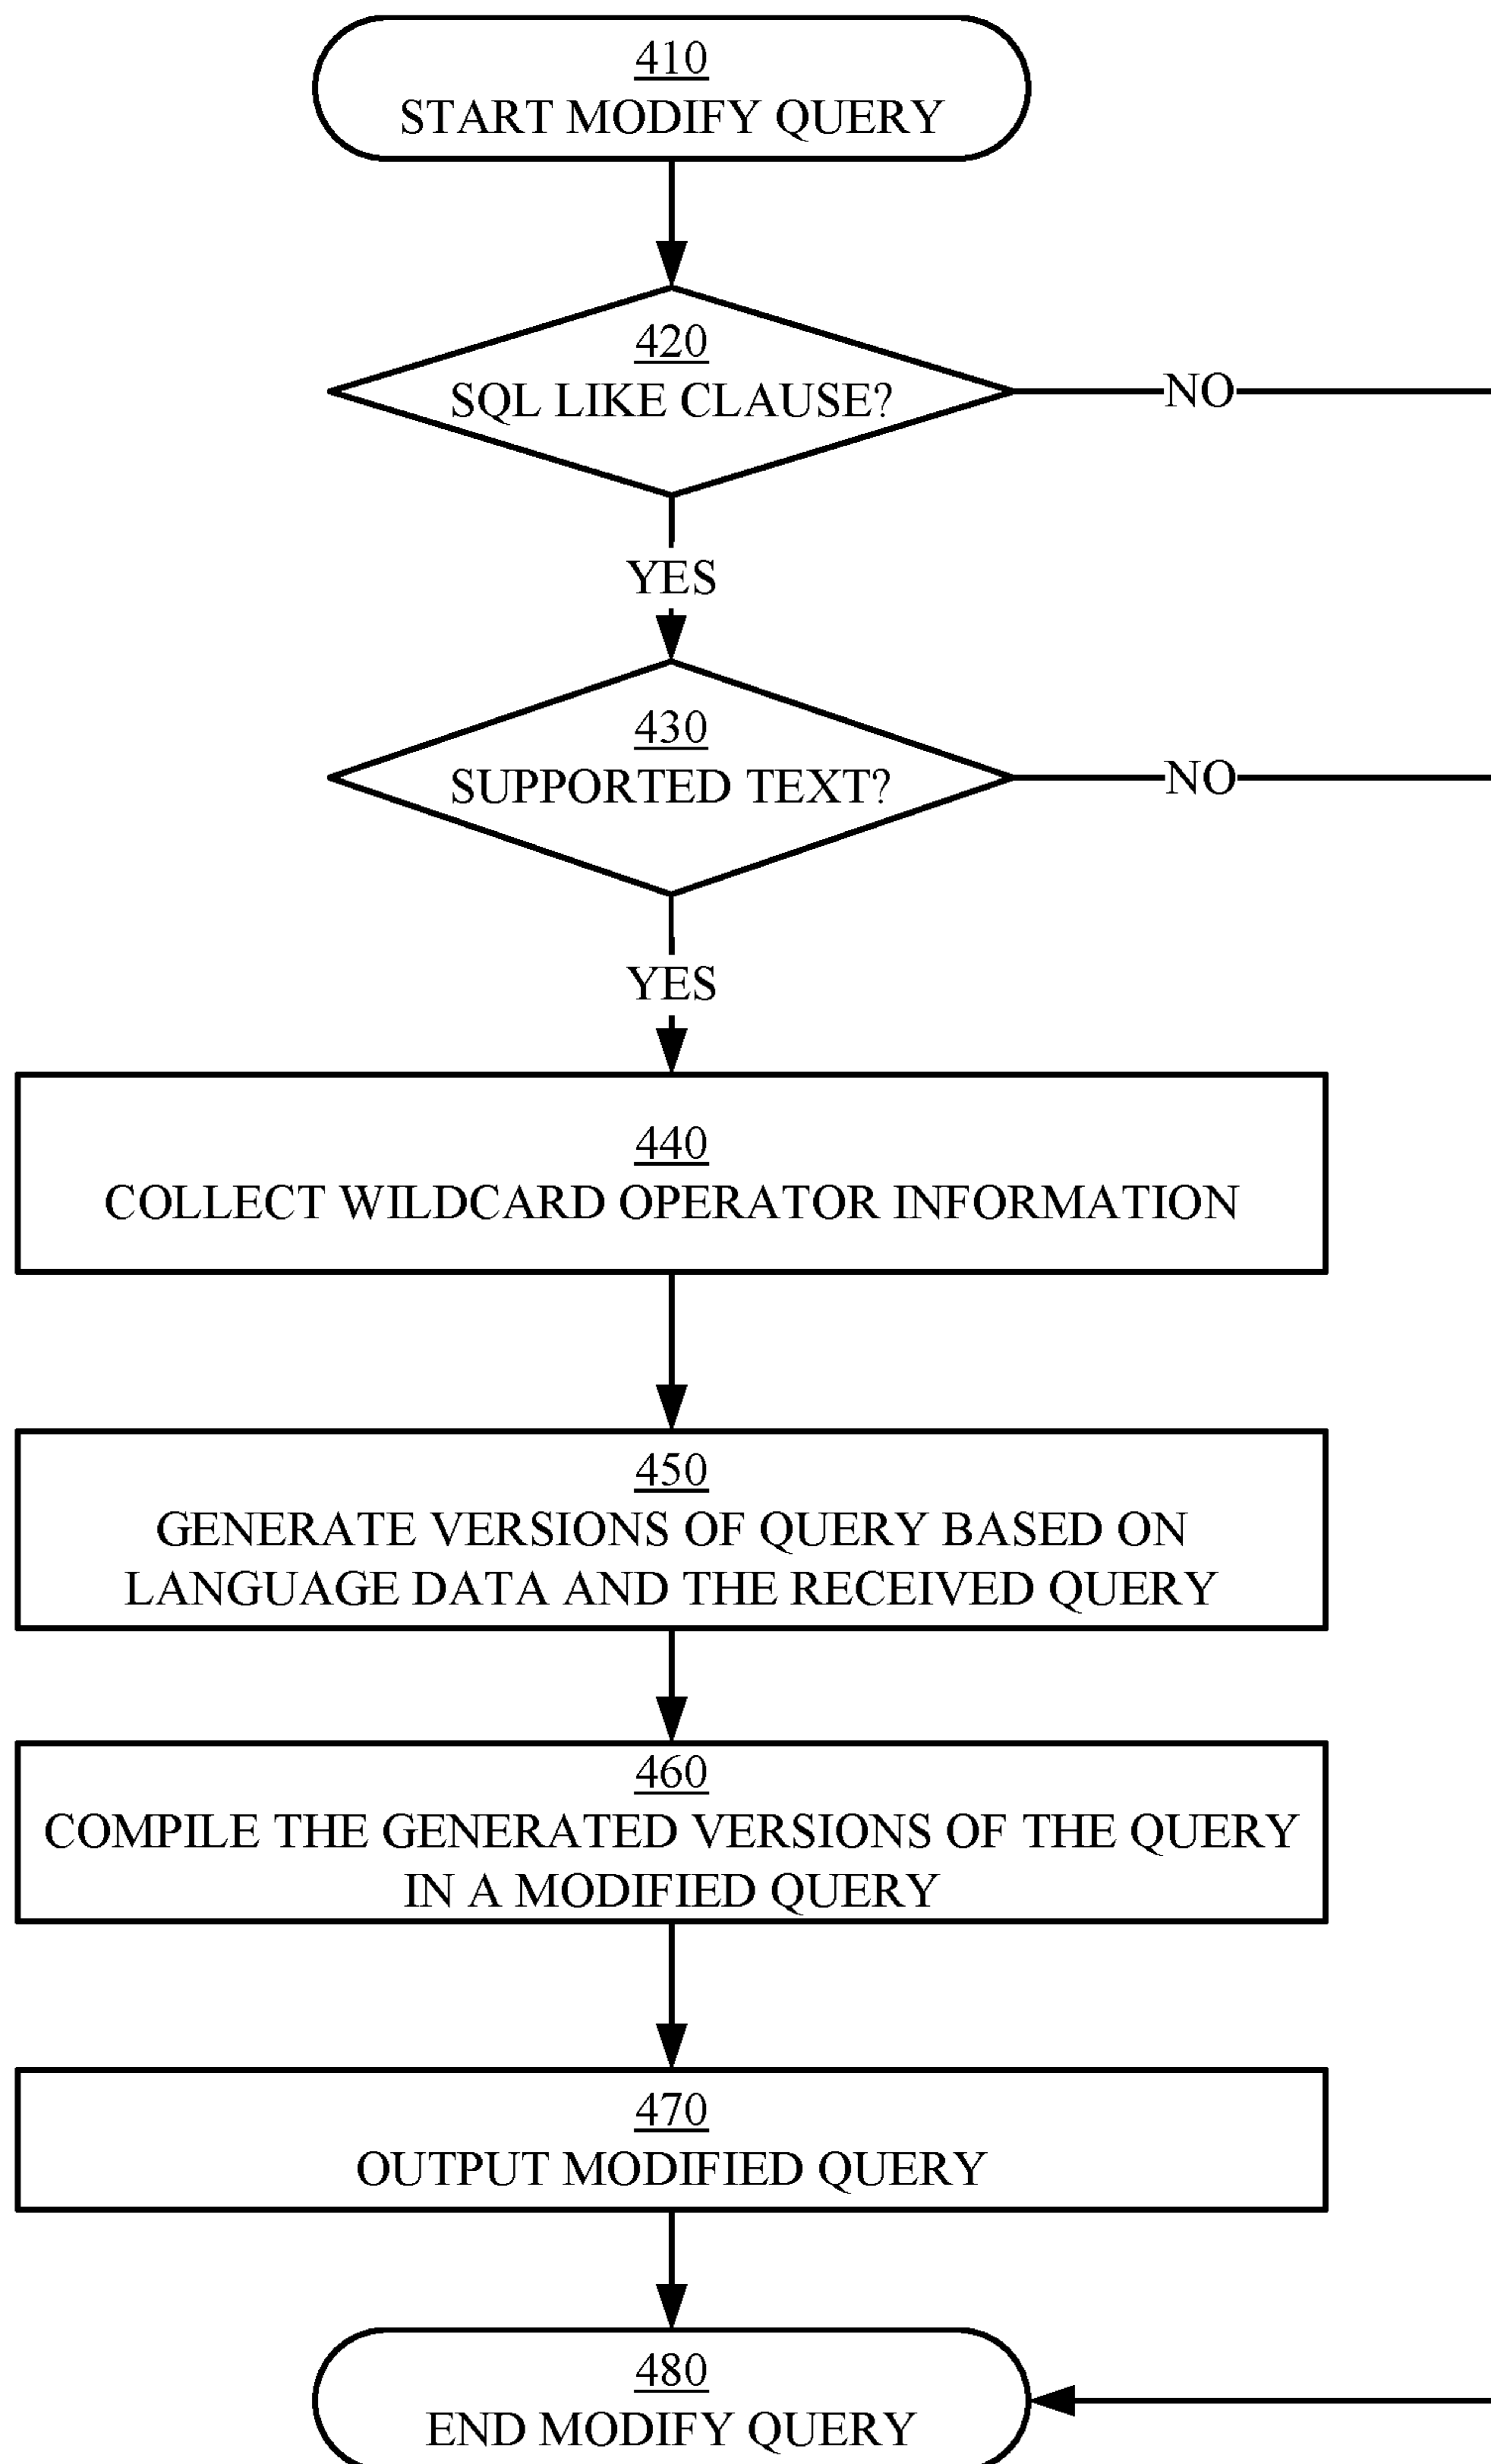 410
START MODIFY QUERY
420
SQL LIKE CLAUSE?
NO
YES
430
SUPPORTED TEXT?
NO
YES
440
COLLECT WILDCARD OPERATOR INFORMATION
450
GENERATE VERSIONS OF QUERY BASED ON
LANGUAGE DATA AND THE RECEIVED QUERY
460
COMPILE THE GENERATED VERSIONS OF THE QUERY
IN A MODIFIED QUERY
470
OUTPUT MODIFIED QUERY
480
END MODIFY QUERY